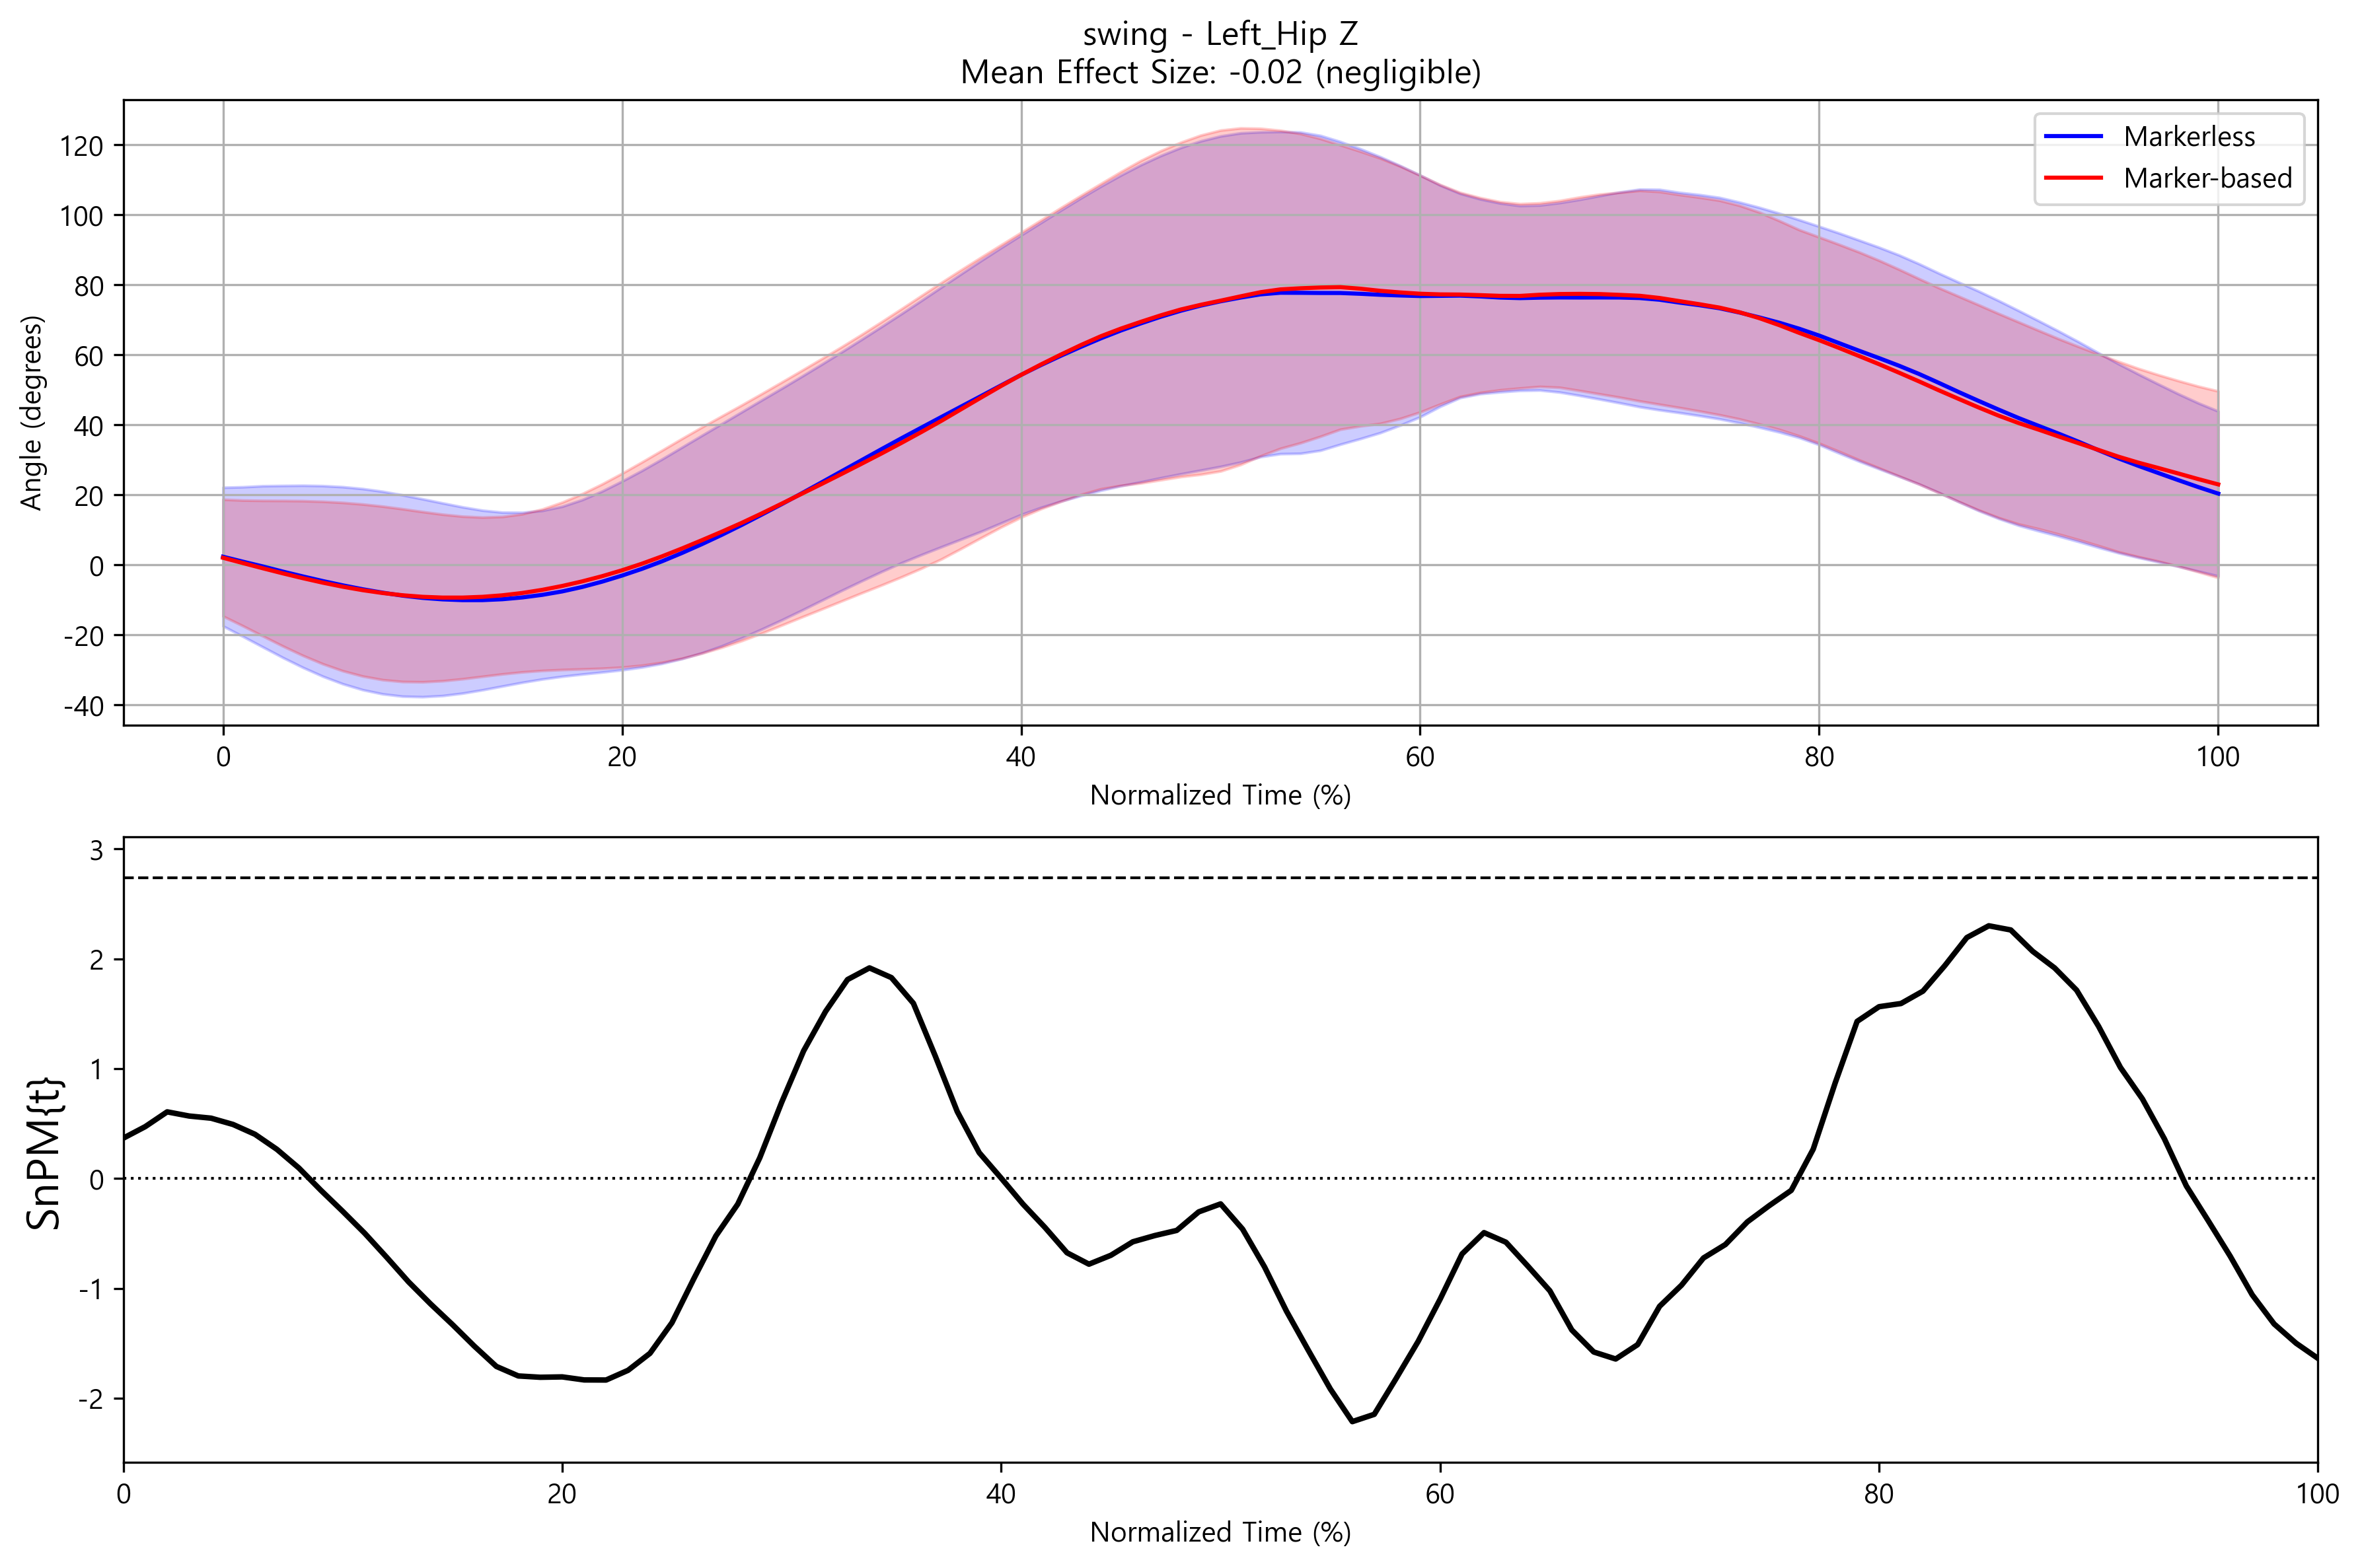 swing - Left_Hip Z
Mean Effect Size: -0.02 (negligible)
Markerless
Marker-based
Angle (degrees)
120
100
80
60
40
20
0
-20
-40
0 20 40 60 80 100
Normalized Time (%)
SnPM{t}
3
2
1
0
-1
-2
0 20 40 60 80 100
Normalized Time (%)